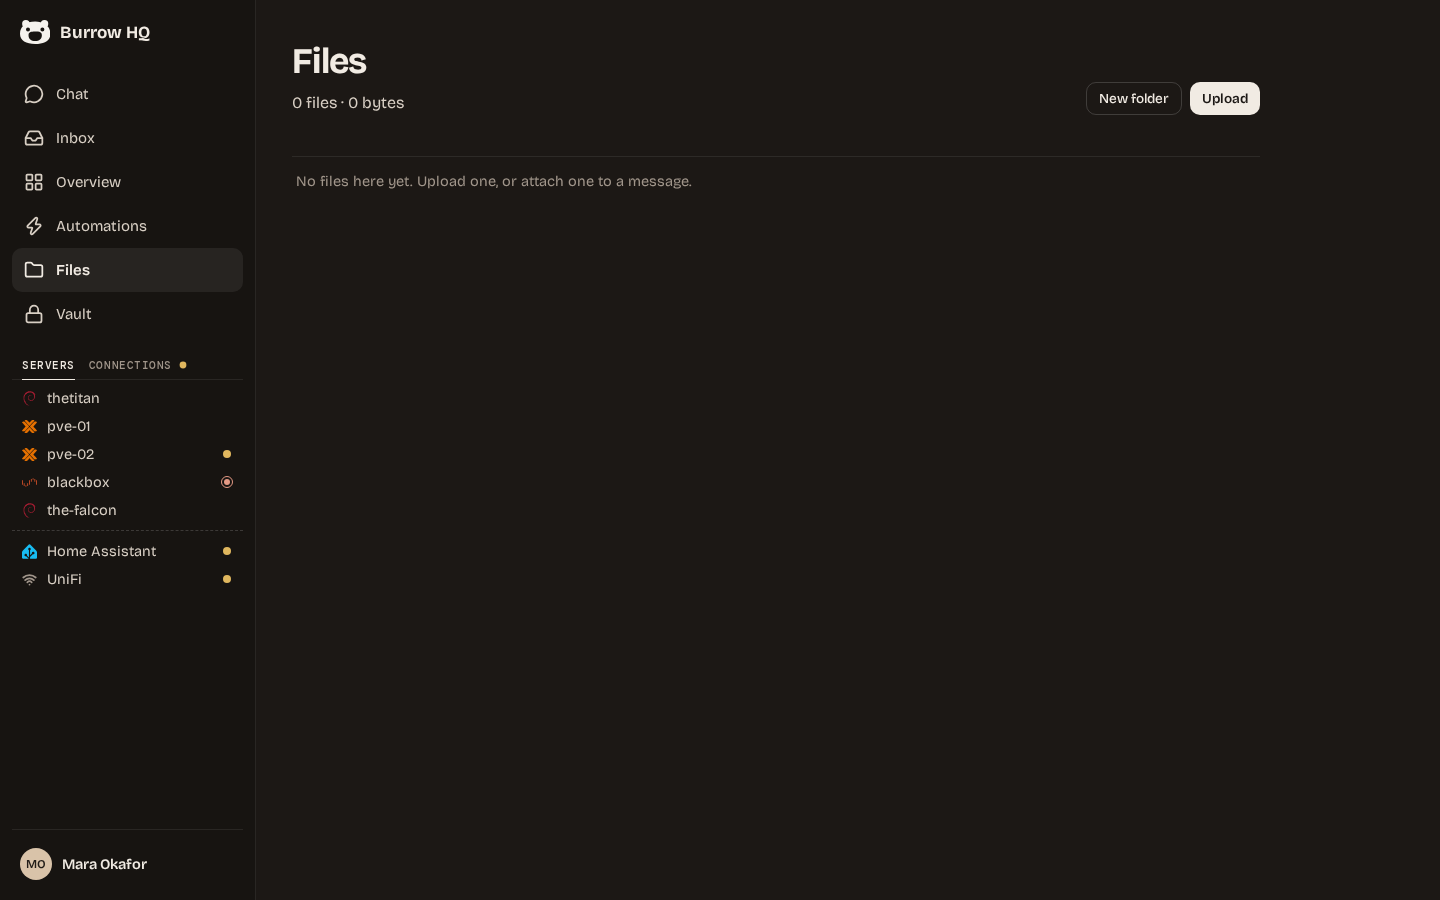 Burrow HQ
Chat
Inbox
Overview
Automations
Files
Vault
SERVERS CONNECTIONS
thetitan
pve-01
pve-02
blackbox
the-falcon
Home Assistant
UniFi
MO Mara Okafor
Files
0 files · 0 bytes
New folder Upload
No files here yet. Upload one, or attach one to a message.